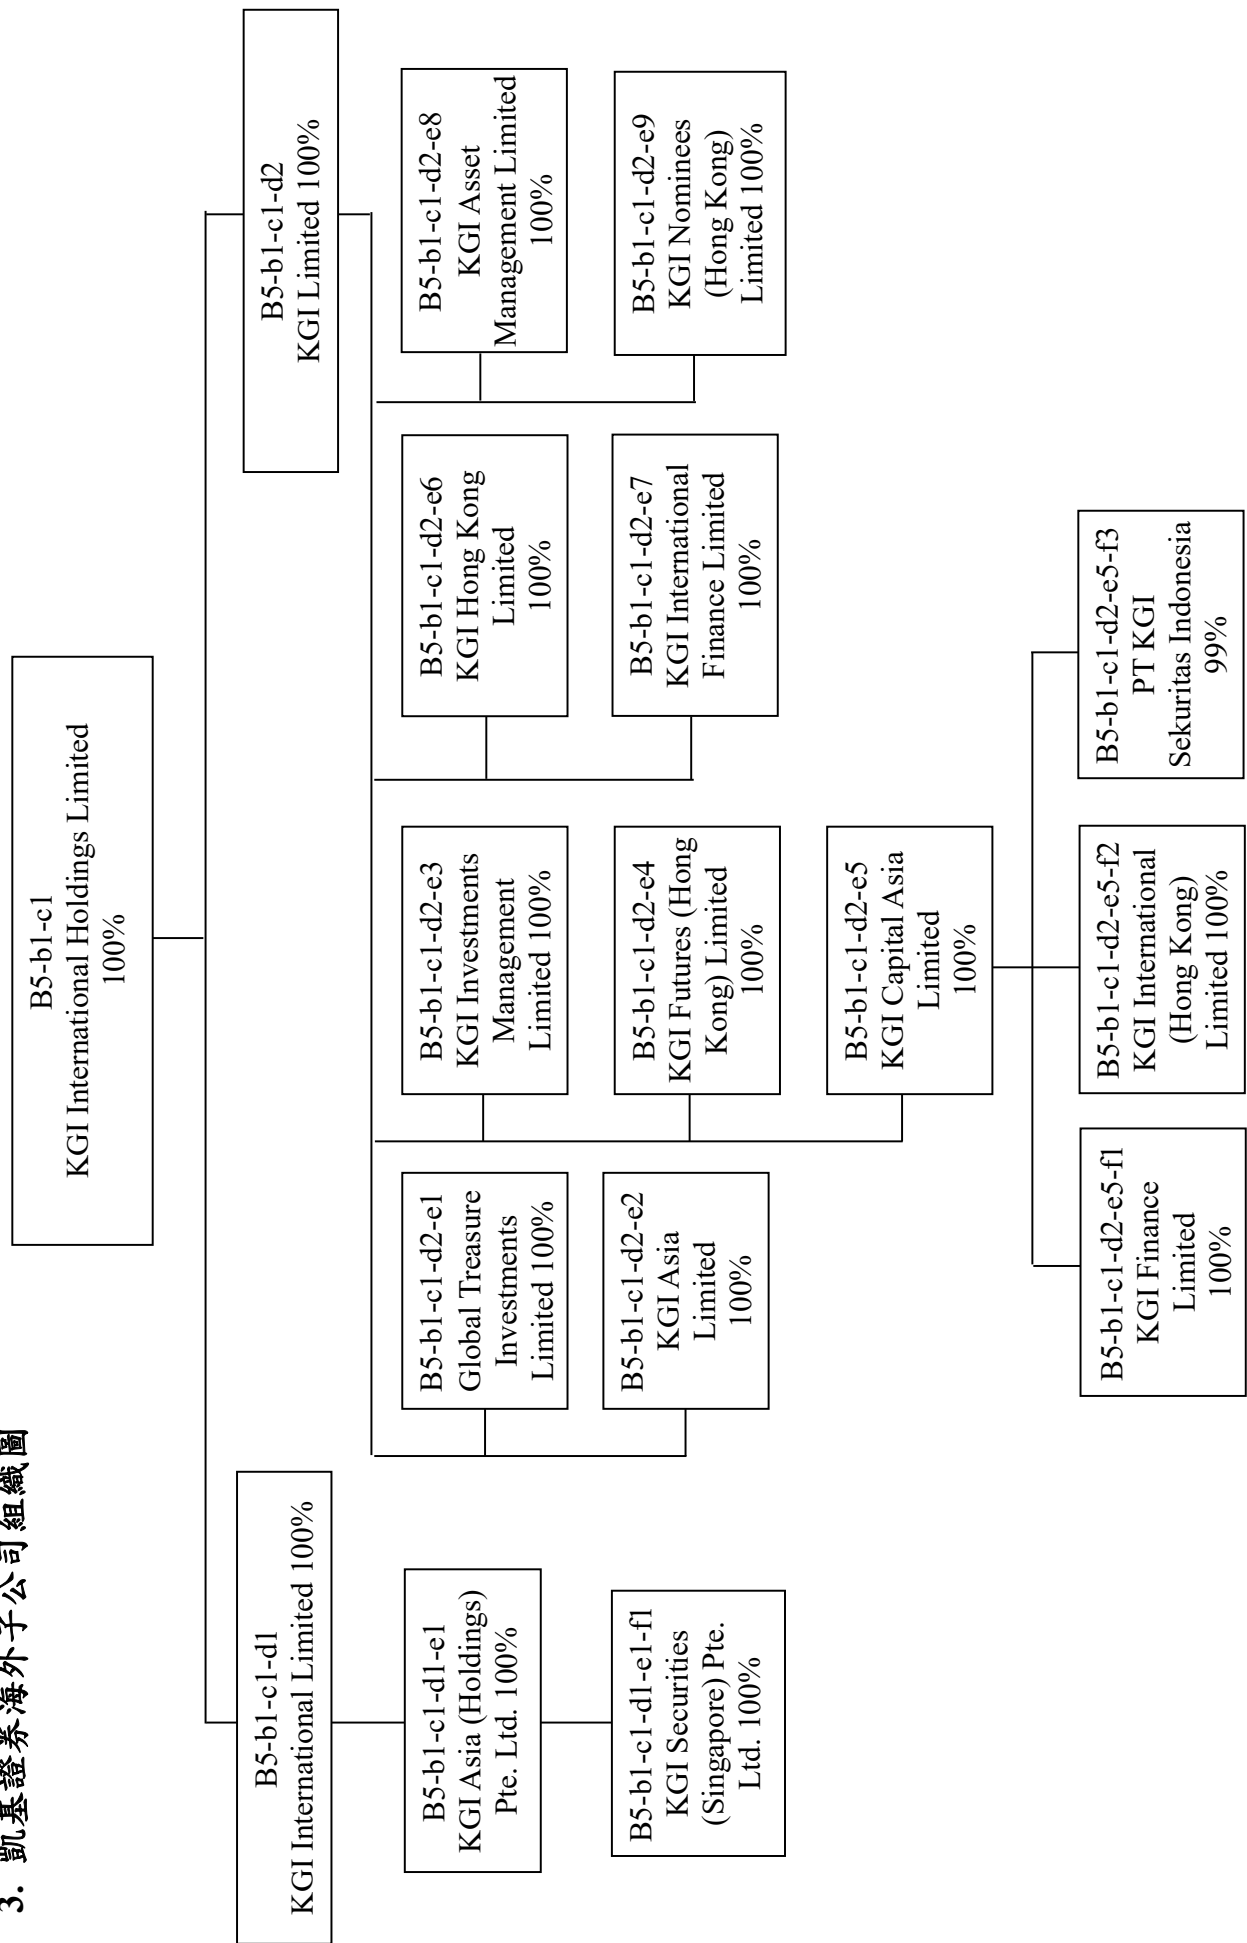 3. 凱基證券海外子公司組織圖
B5-b1-c1
KGI International Holdings Limited
100%
B5-b1-c1-d1
KGI International Limited 100%
B5-b1-c1-d2
KGI Limited 100%
B5-b1-c1-d1-e1
KGI Asia (Holdings)
Pte. Ltd. 100%
B5-b1-c1-d1-e1-f1
KGI Securities
(Singapore) Pte.
Ltd. 100%
B5-b1-c1-d2-e1
Global Treasure
Investments
Limited 100%
B5-b1-c1-d2-e2
KGI Asia
Limited
100%
B5-b1-c1-d2-e3
KGI Investments
Management
Limited 100%
B5-b1-c1-d2-e4
KGI Futures (Hong
Kong) Limited
100%
B5-b1-c1-d2-e5
KGI Capital Asia
Limited
100%
B5-b1-c1-d2-e6
KGI Hong Kong
Limited
100%
B5-b1-c1-d2-e7
KGI International
Finance Limited
100%
B5-b1-c1-d2-e8
KGI Asset
Management Limited
100%
B5-b1-c1-d2-e9
KGI Nominees
(Hong Kong)
Limited 100%
B5-b1-c1-d2-e5-f1
KGI Finance
Limited
100%
B5-b1-c1-d2-e5-f2
KGI International
(Hong Kong)
Limited 100%
B5-b1-c1-d2-e5-f3
PT KGI
Sekuritas Indonesia
99%